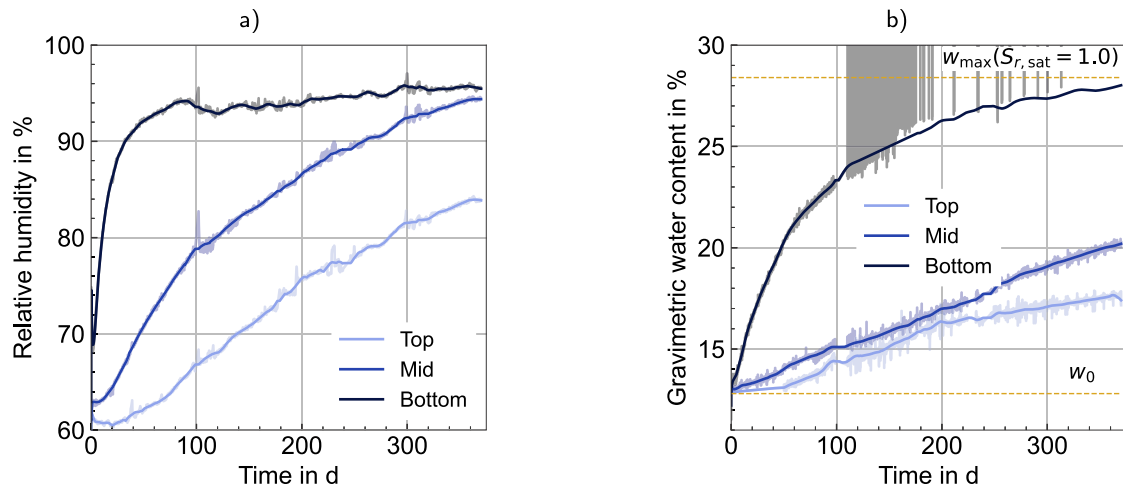 a)
100
90
80
70
60
0
100
200
300
Relative humidity in %
Time in d
Top
Mid
Bottom
b)
30
28
24
20
15
0
100
200
300
Gravimetric water content in %
Time in d
w_max(S_r, sat = 1.0)
Top
Mid
Bottom
w_0